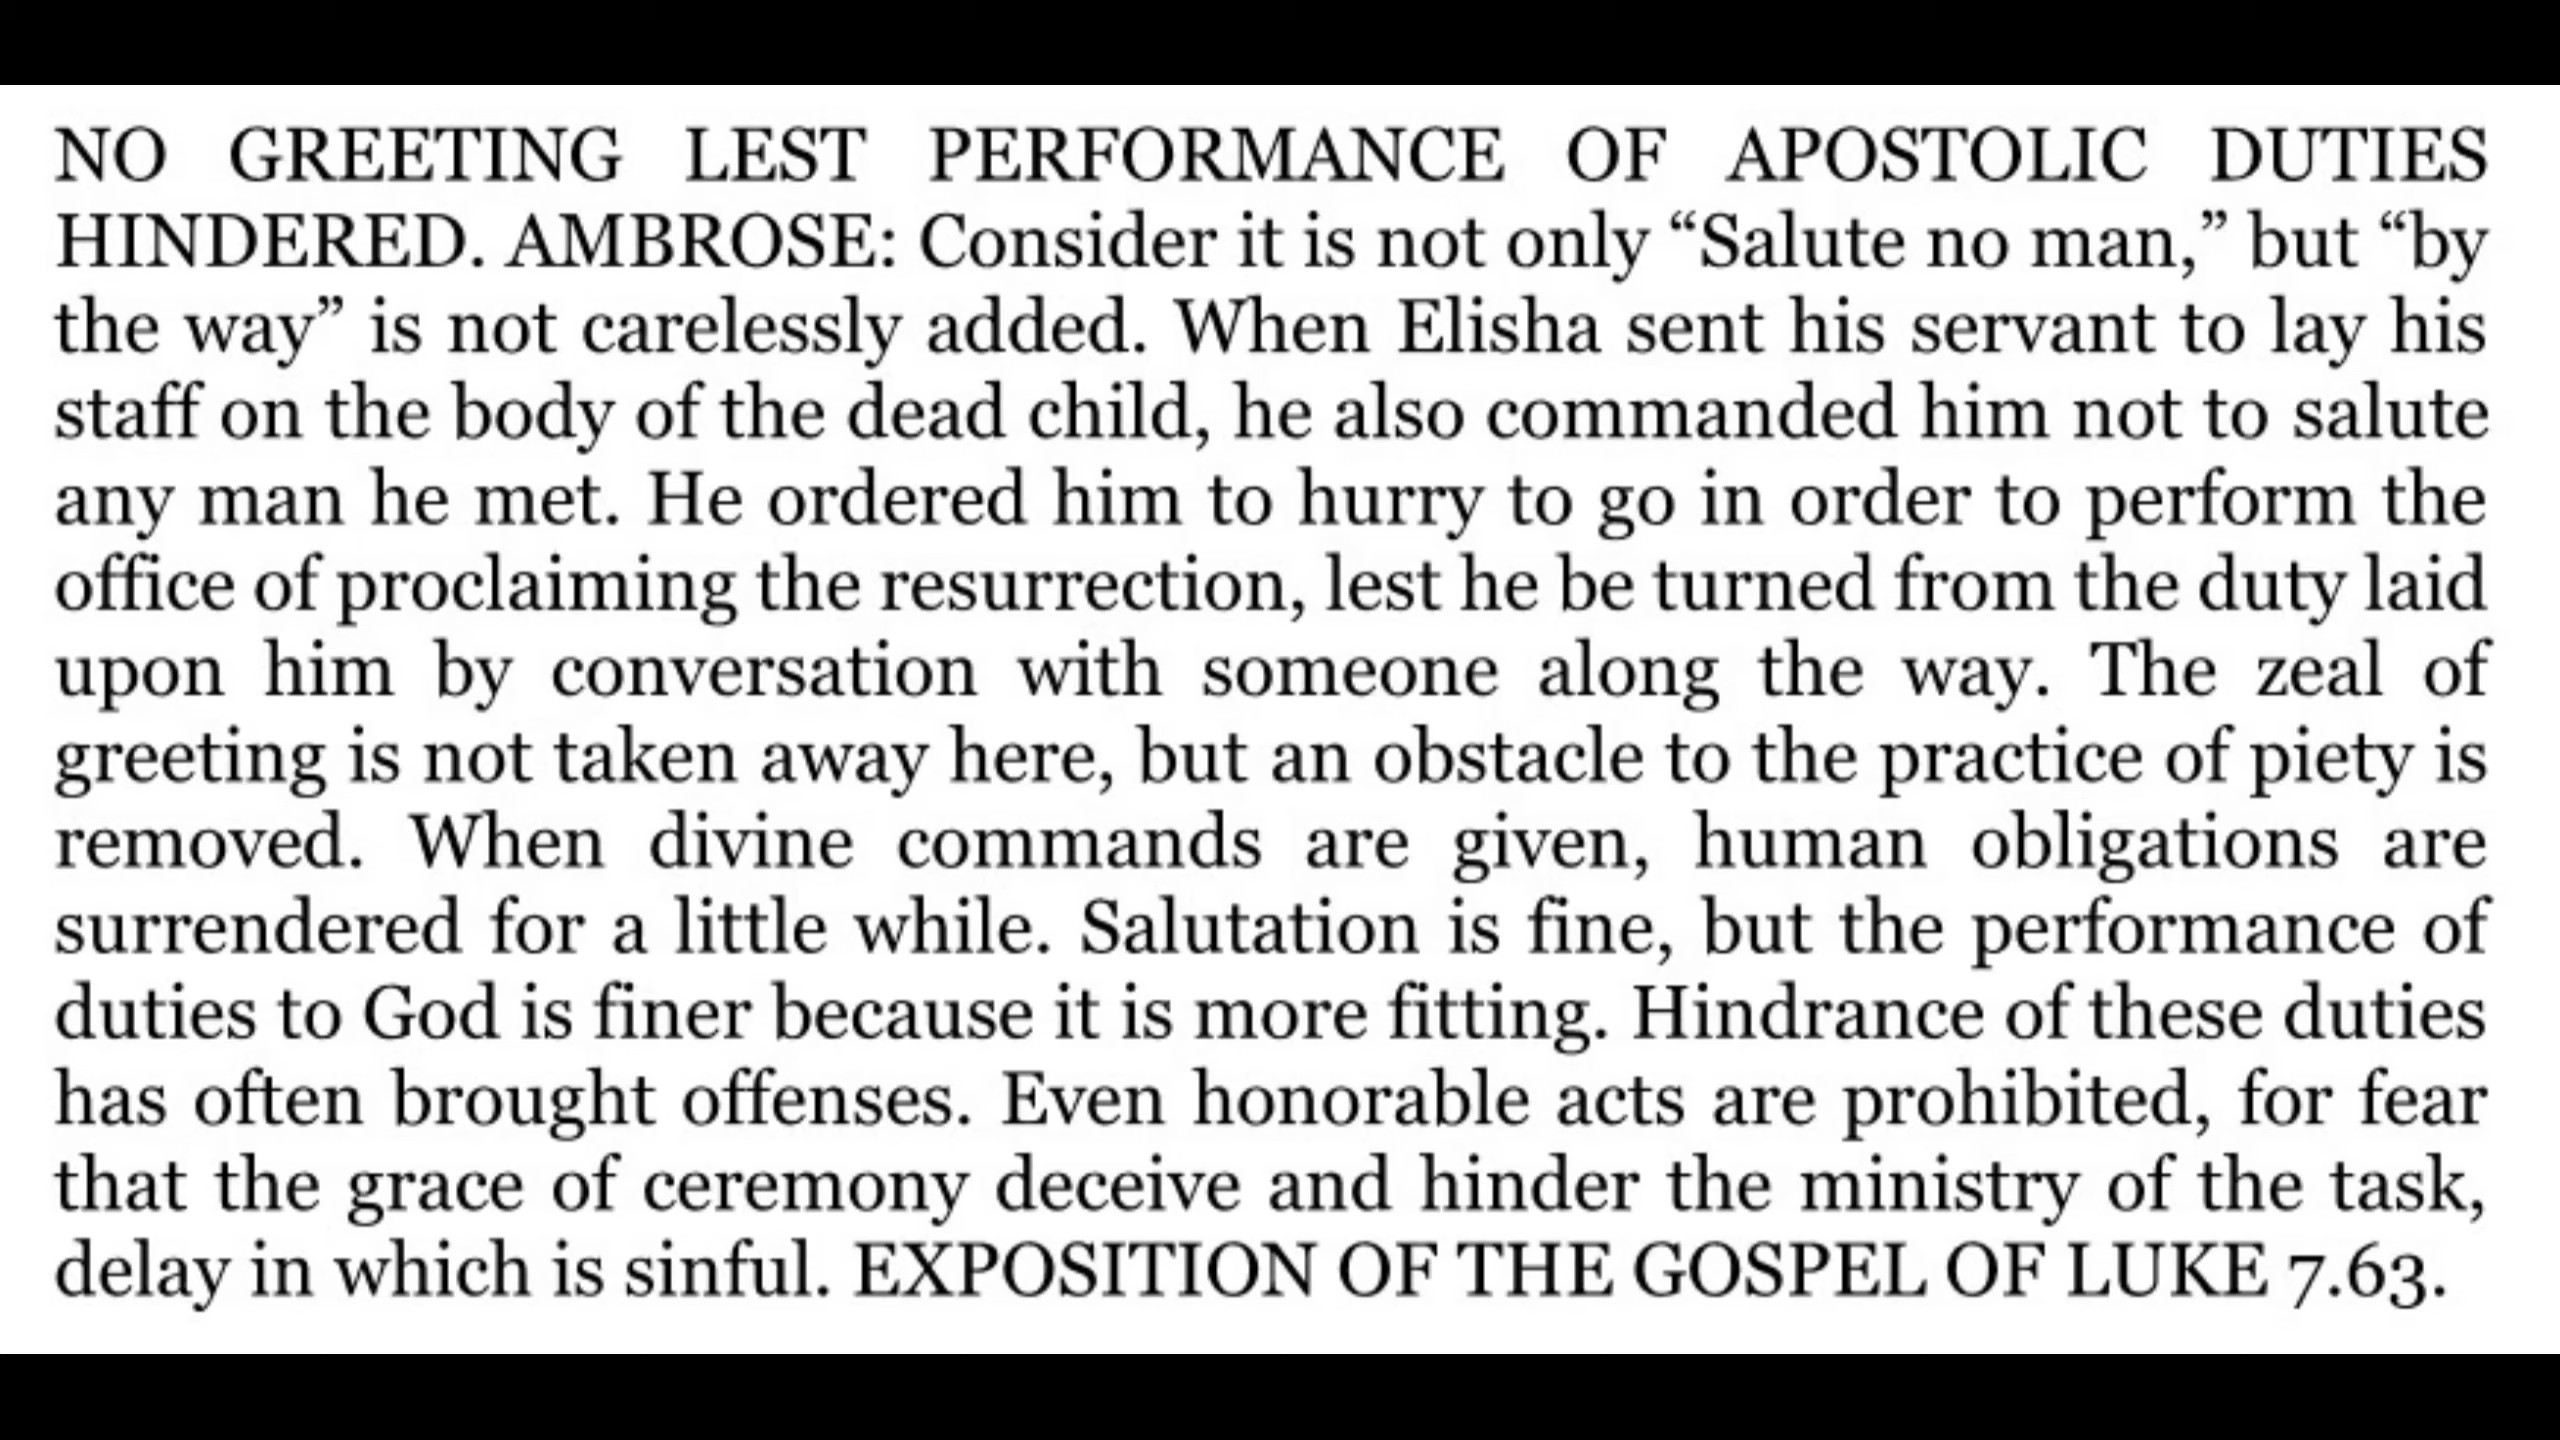 NO GREETING LEST PERFORMANCE OF APOSTOLIC DUTIES
HINDERED. AMBROSE: Consider it is not only “Salute no man,” but “by
the way” is not carelessly added. When Elisha sent his servant to lay his
staff on the body of the dead child, he also commanded him not to salute
any man he met. He ordered him to hurry to go in order to perform the
office of proclaiming the resurrection, lest he be turned from the duty laid
upon him by conversation with someone along the way. The zeal of
greeting is not taken away here, but an obstacle to the practice of piety is
removed. When divine commands are given, human obligations are
surrendered for a little while. Salutation is fine, but the performance of
duties to God is finer because it is more fitting. Hindrance of these duties
has often brought offenses. Even honorable acts are prohibited, for fear
that the grace of ceremony deceive and hinder the ministry of the task,
delay in which is sinful. EXPOSITION OF THE GOSPEL OF LUKE 7.63.